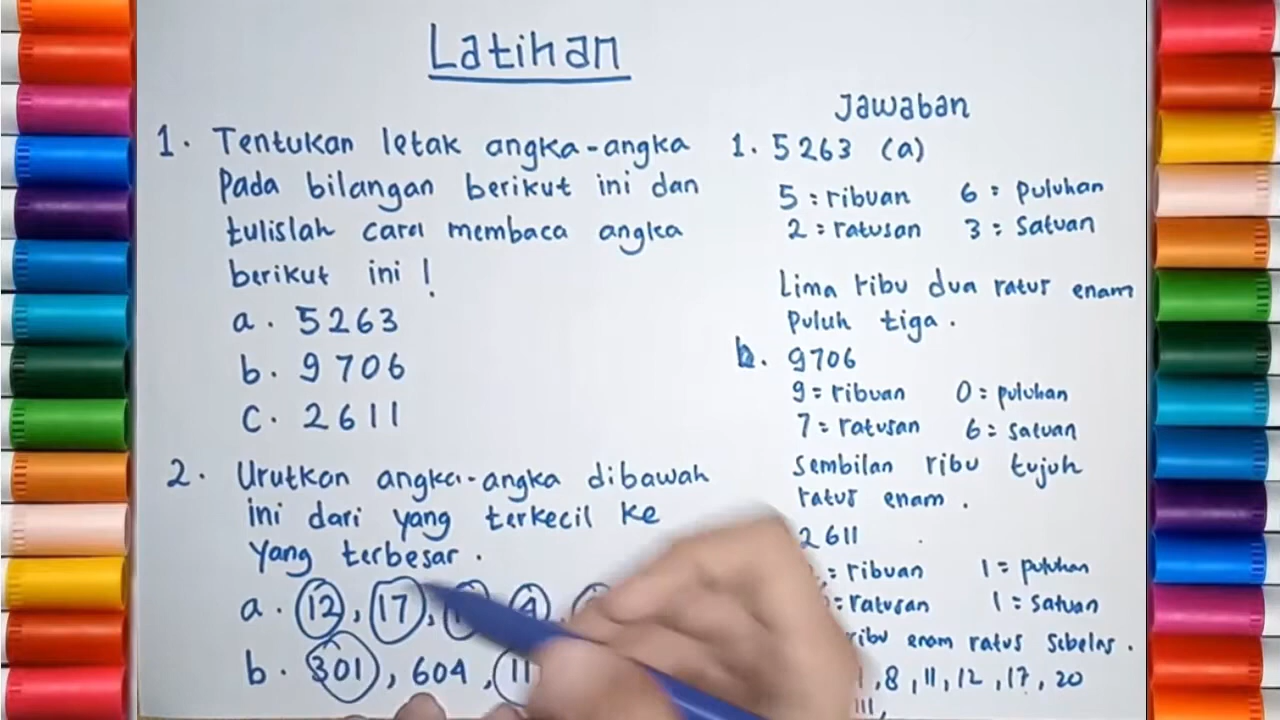 Latihan
1. Tentukan letak angka-angka
Pada bilangan berikut ini dan
tulislah cara membaca angka
berikut ini !
a. 5263
b. 9706
C. 2611
2. Urutkan angka-angka dibawah
ini dari yang terkecil ke
Yang terbesar.
a. 12, 17,
b. 301, 604, 11
Jawaban
1. 5263 (a)
5 = ribuan 6 = puluhan
2 = ratusan 3 = Satuan
Lima ribu dua ratus enam
Puluh tiga.
b. 9706
9 = ribuan 0 = puluhan
7 = ratusan 6 = satuan
Sembilan ribu tujuh
ratus enam.
2611
= ribuan 1 = puluhan
= ratusan 1 = Satuan
ribu enam ratus Sebelas.
, 8, 11, 12, 17, 20
111,